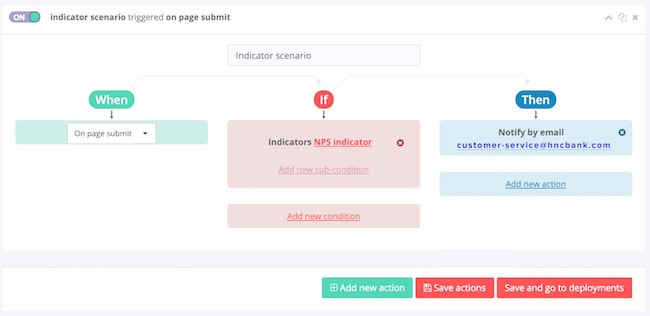 ON indicator scenario triggered on page submit
Indicator scenario
When
If
Then
On page submit
Indicators NPS indicator
Add new sub-condition
Add new condition
Notify by email
customer-service@hncbank.com
Add new action
Add new action
Save actions
Save and go to deployments